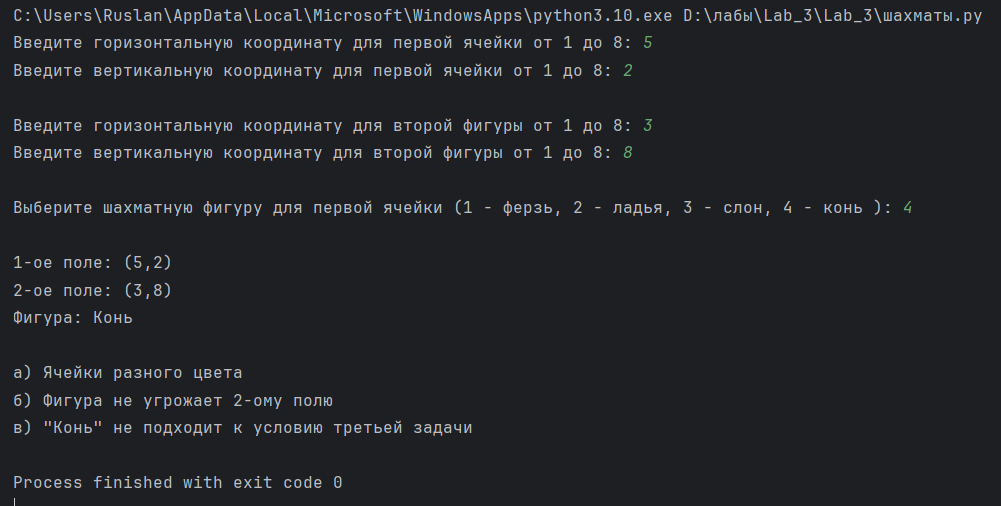 C:\Users\Ruslan\AppData\Local\Microsoft\WindowsApps\python3.10.exe D:\лабы\Lab_3\Lab_3\шахматы.py
Введите горизонтальную координату для первой ячейки от 1 до 8: 5
Введите вертикальную координату для первой ячейки от 1 до 8: 2
Введите горизонтальную координату для второй фигуры от 1 до 8: 3
Введите вертикальную координату для второй фигуры от 1 до 8: 8
Выберите шахматную фигуру для первой ячейки (1 - ферзь, 2 - ладья, 3 - слон, 4 - конь ): 4
1-ое поле: (5,2)
2-ое поле: (3,8)
Фигура: Конь
а) Ячейки разного цвета
б) Фигура не угрожает 2-ому полю
в) "Конь" не подходит к условию третьей задачи
Process finished with exit code 0